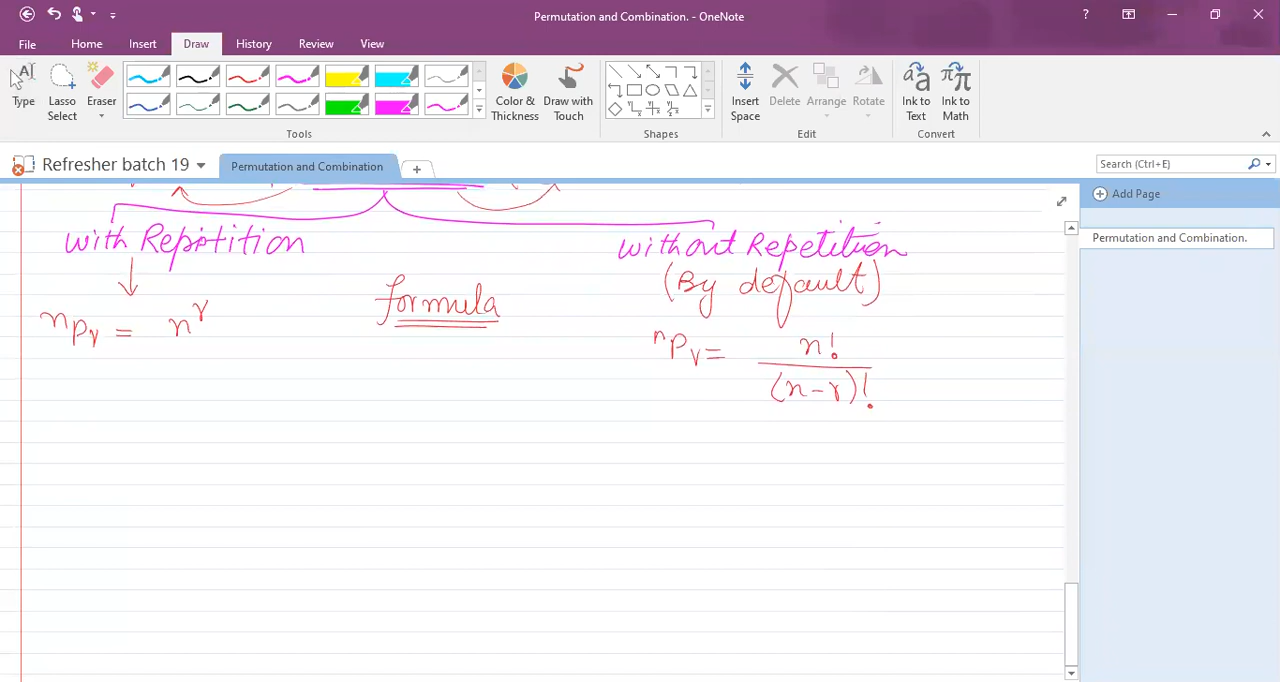 Permutation and Combination. - OneNote
?
File Home Insert Draw History Review View
Type
Lasso Select
Eraser
Color & Thickness
Draw with Touch
Insert Space
Delete
Arrange
Rotate
Ink to Text
Ink to Math
Tools
Shapes
Edit
Convert
Refresher batch 19
Permutation and Combination
Search (Ctrl+E)
Add Page
Permutation and Combination.
with Repitition
without Repetition
(By default)
formula
ⁿPᵣ = nʳ
ⁿPᵣ = n!
(n-r)!